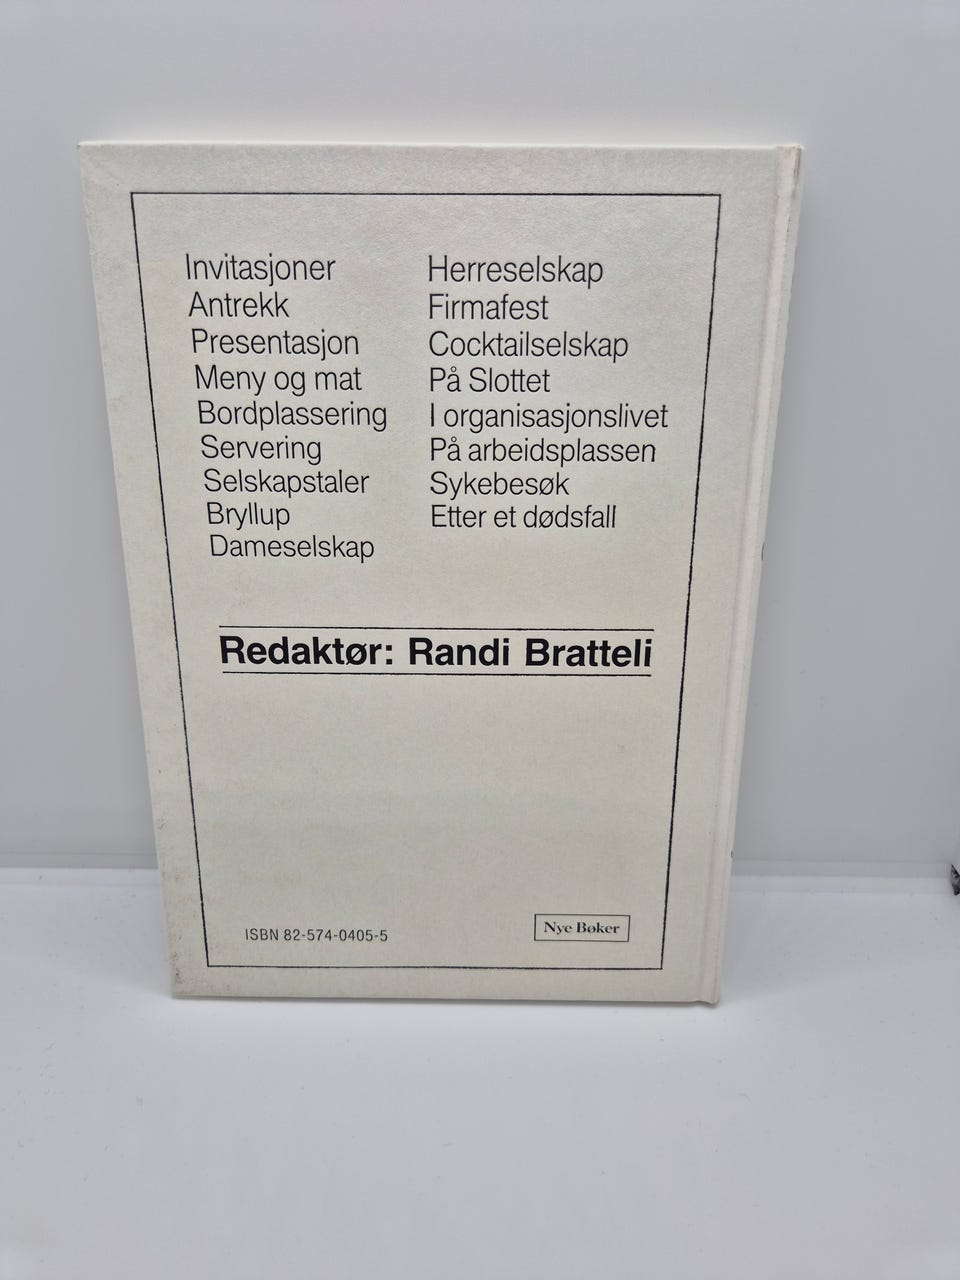 Invitasjoner
Antrekk
Presentasjon
Meny og mat
Bordplassering
Servering
Selskapstaler
Bryllup
Dameselskap
Herreselskap
Firmafest
Cocktailselskap
På Slottet
I organisasjonslivet
På arbeidsplassen
Sykebesøk
Etter et dødsfall
Redaktør: Randi Bratteli
ISBN 82-574-0405-5
Nye Bøker